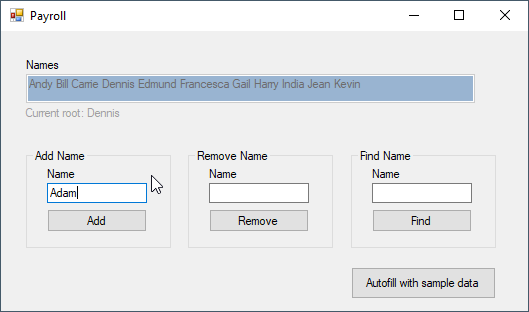 Payroll
Names
Andy Bill Carrie Dennis Edmund Francesca Gail Harry India Jean Kevin
Current root: Dennis
Add Name
Name
Adam
Add
Remove Name
Name
Remove
Find Name
Name
Find
Autofill with sample data